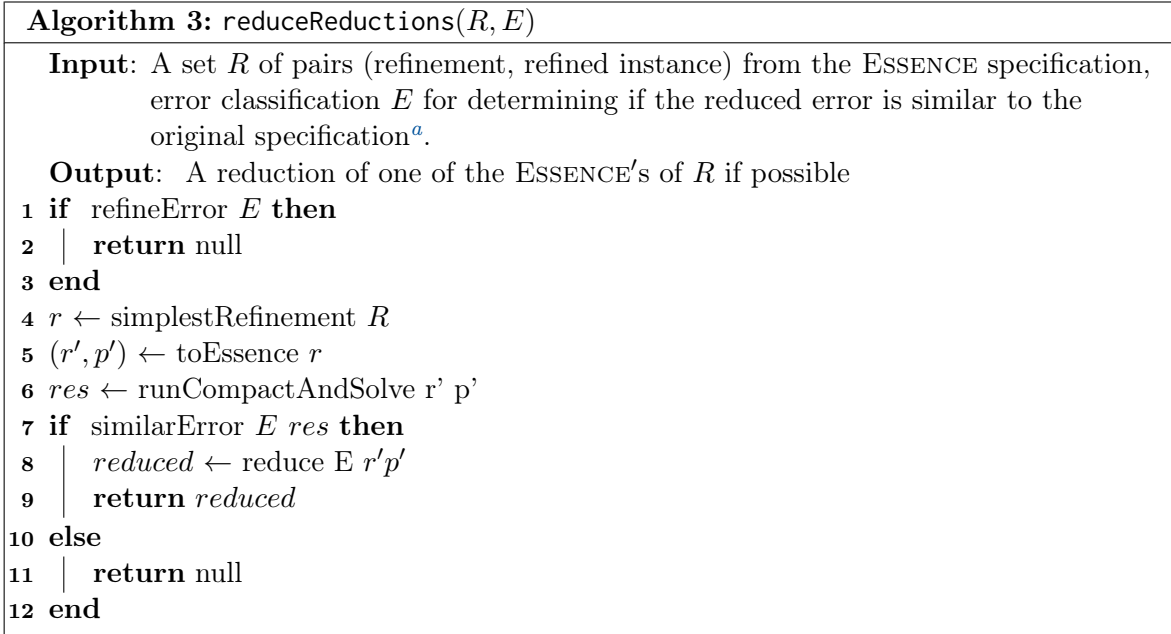 Algorithm 3: reduceReductions(R, E)
Input: A set R of pairs (refinement, refined instance) from the ESSENCE specification,
error classification E for determining if the reduced error is similar to the
original specification^a.
Output: A reduction of one of the ESSENCE's of R if possible
1 if refineError E then
2 return null
3 end
4 r ← simplestRefinement R
5 (r′, p′) ← toEssence r
6 res ← runCompactAndSolve r' p'
7 if similarError E res then
8 reduced ← reduce E r′p′
9 return reduced
10 else
11 return null
12 end